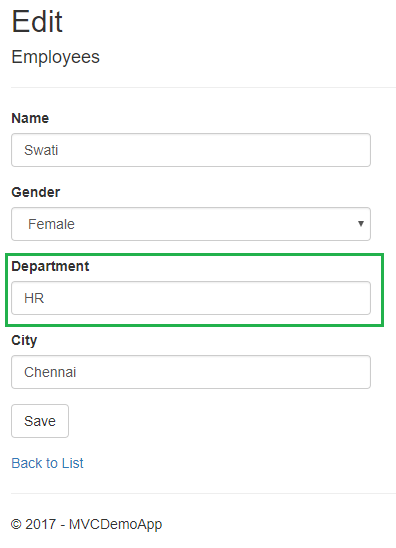 Edit
Employees
Name
Swati
Gender
Female
Department
HR
City
Chennai
Save
Back to List
© 2017 - MVCDemoApp